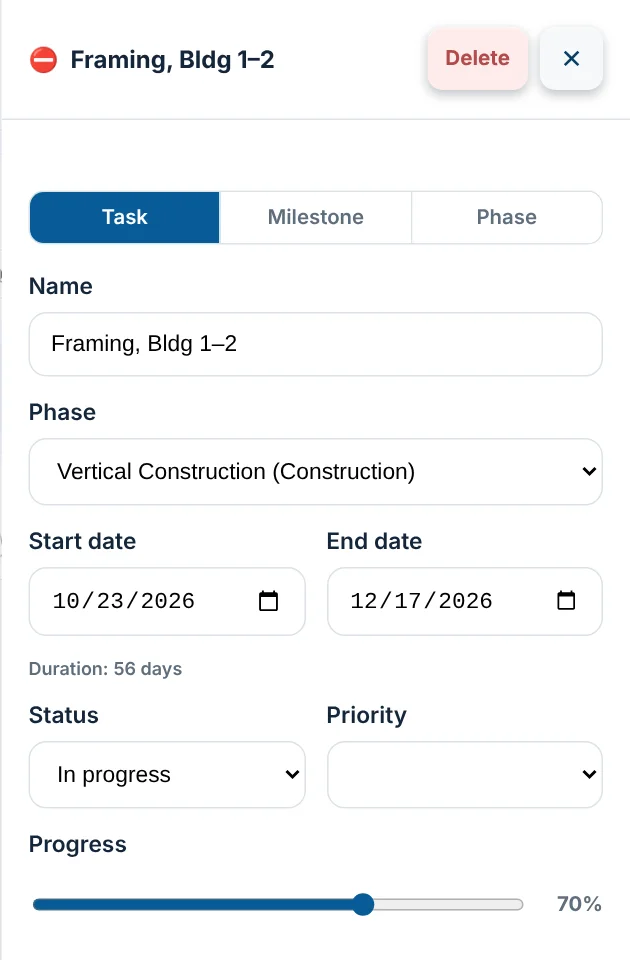 Framing, Bldg 1–2
Delete
Task Milestone Phase
Name
Framing, Bldg 1–2
Phase
Vertical Construction (Construction)
Start date End date
10/23/2026 12/17/2026
Duration: 56 days
Status Priority
In progress
Progress
70%